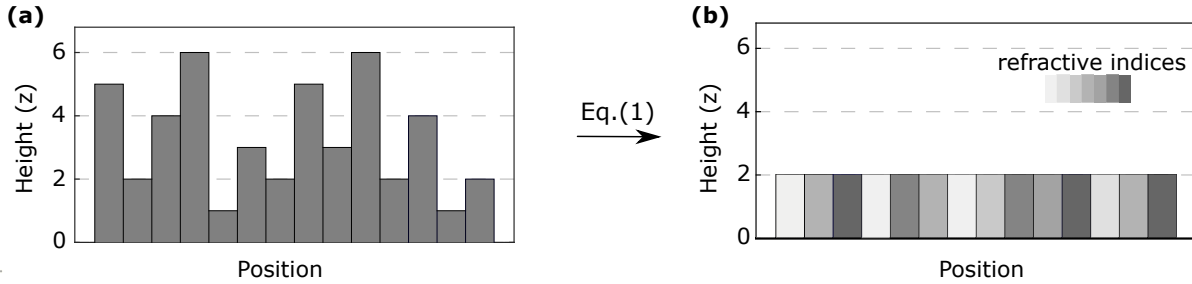 (a)
Height (z)
6
4
2
0
Position
Eq.(1)
(b)
Height (z)
6
4
2
0
refractive indices
Position